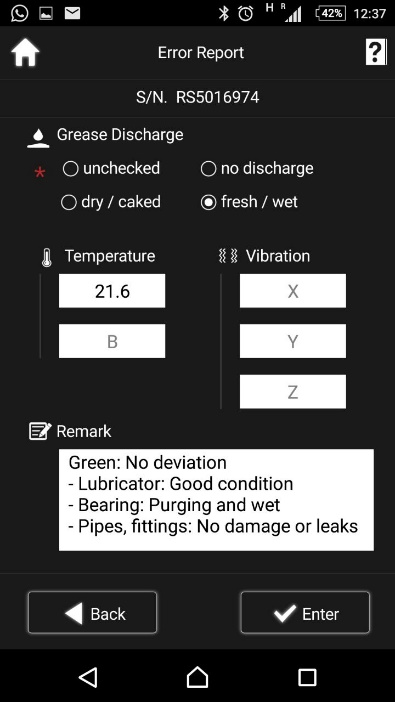 H R 42% 12:37
Error Report ?
S/N. RS5016974
Grease Discharge
* unchecked no discharge
dry / caked fresh / wet
Temperature Vibration
21.6 X
B Y
Z
Remark
Green: No deviation
- Lubricator: Good condition
- Bearing: Purging and wet
- Pipes, fittings: No damage or leaks
Back Enter